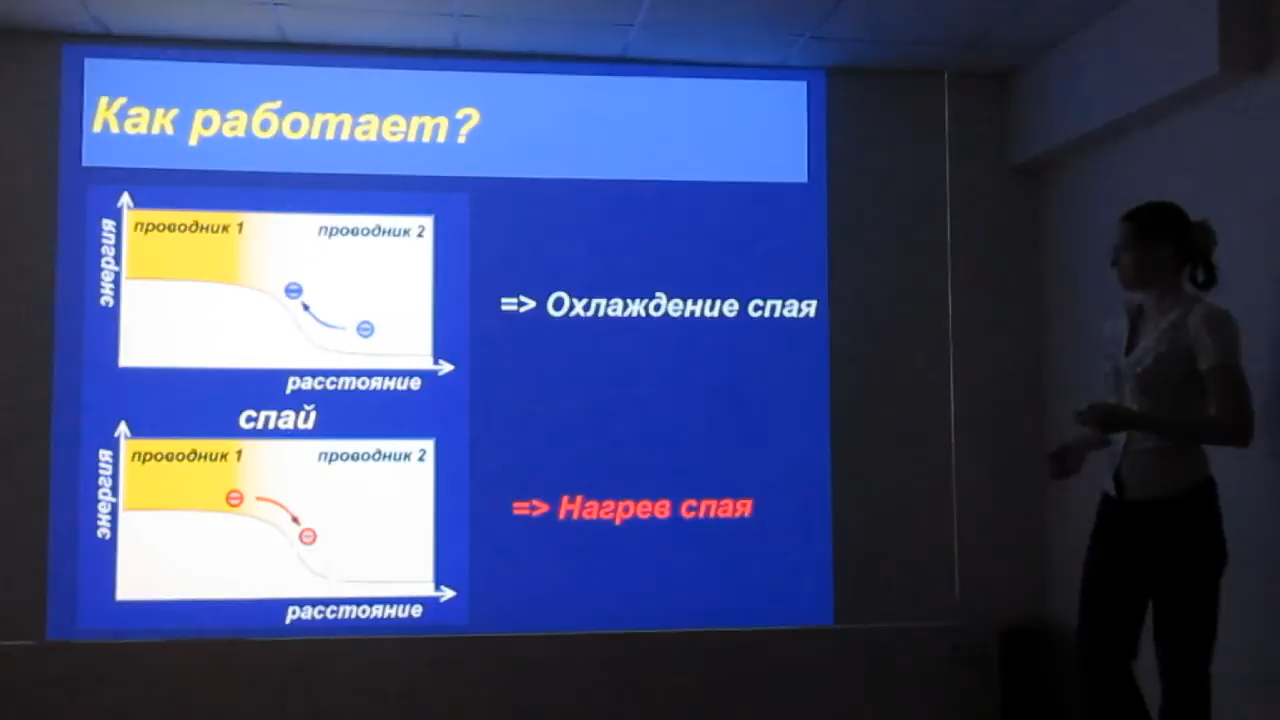 Как работает?
энергия
проводник 1
проводник 2
расстояние
=> Охлаждение спая
спай
энергия
проводник 1
проводник 2
расстояние
=> Нагрев спая